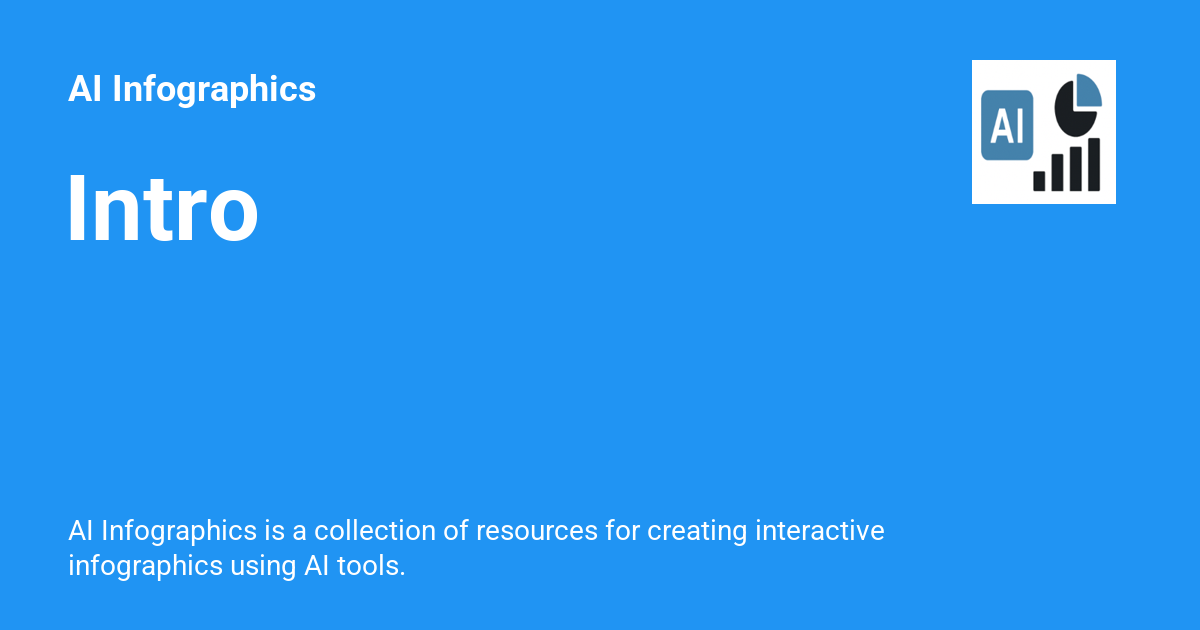 AI Infographics
AI
Intro
AI Infographics is a collection of resources for creating interactive
infographics using AI tools.